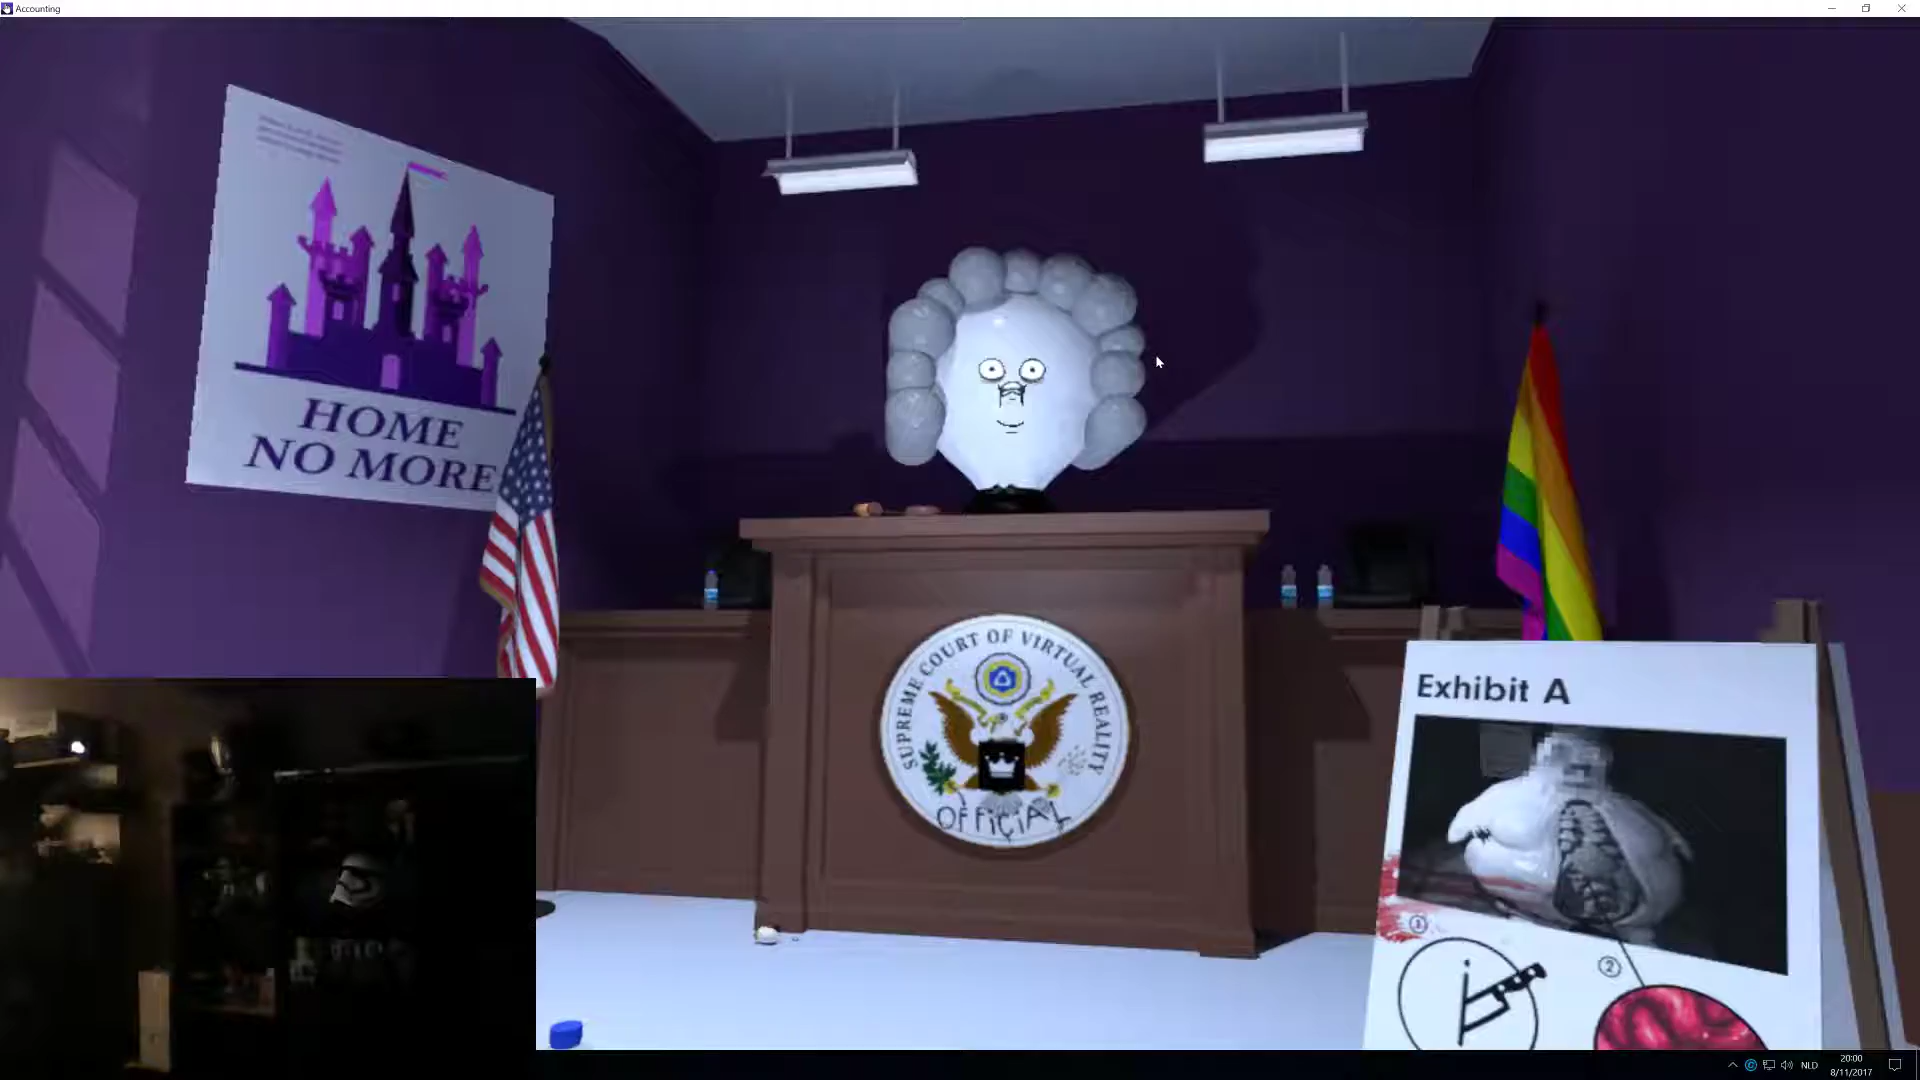 Accounting
HOME
NO MORE
SUPREME COURT OF VIRTUAL REALITY
OFFiCiAL
Exhibit A
1
2
NLD
20:00
8/11/2017